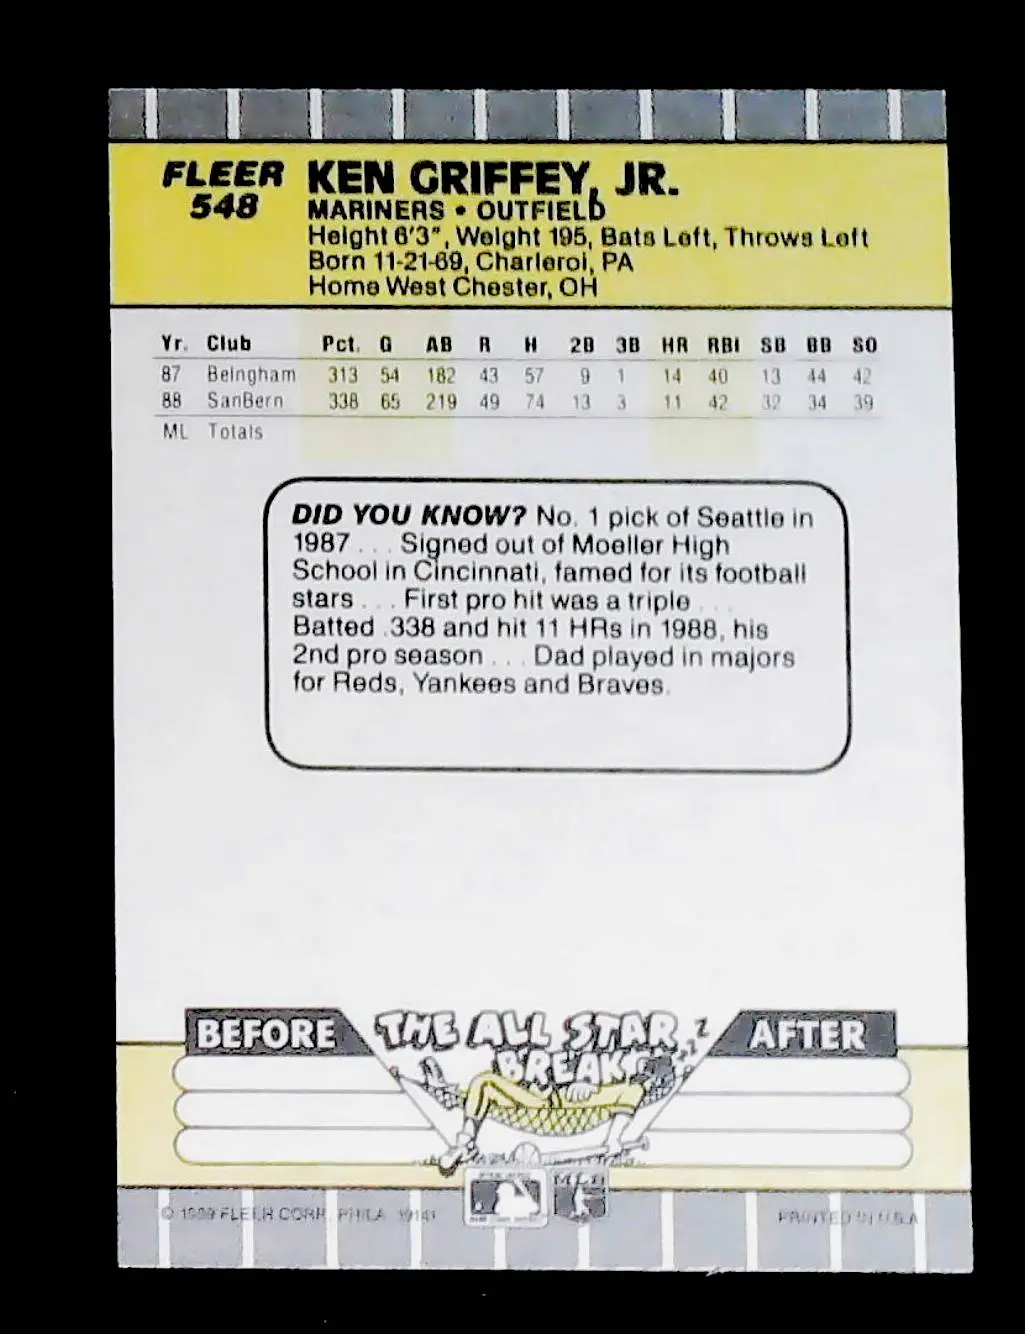 FLEER
548
KEN GRIFFEY, JR.
MARINERS • OUTFIELD
Height 6'3", Weight 195, Bats Left, Throws Left
Born 11-21-69, Charleroi, PA
Home West Chester, OH
Yr. Club Pct. G AB R H 2B 3B HR RBI SB BB SO
87 Belngham 313 54 182 43 57 9 1 14 40 13 44 42
88 SanBern 338 65 219 49 74 13 3 11 42 32 34 39
ML Totals
DID YOU KNOW? No. 1 pick of Seattle in
1987 . . . Signed out of Moeller High
School in Cincinnati, famed for its football
stars . . . First pro hit was a triple . . .
Batted .338 and hit 11 HRs in 1988, his
2nd pro season . . . Dad played in majors
for Reds, Yankees and Braves.
BEFORE THE ALL STAR BREAK AFTER
z z z
© 1989 FLEER CORP. PHILA. 19141
MLB
PRINTED IN U.S.A.